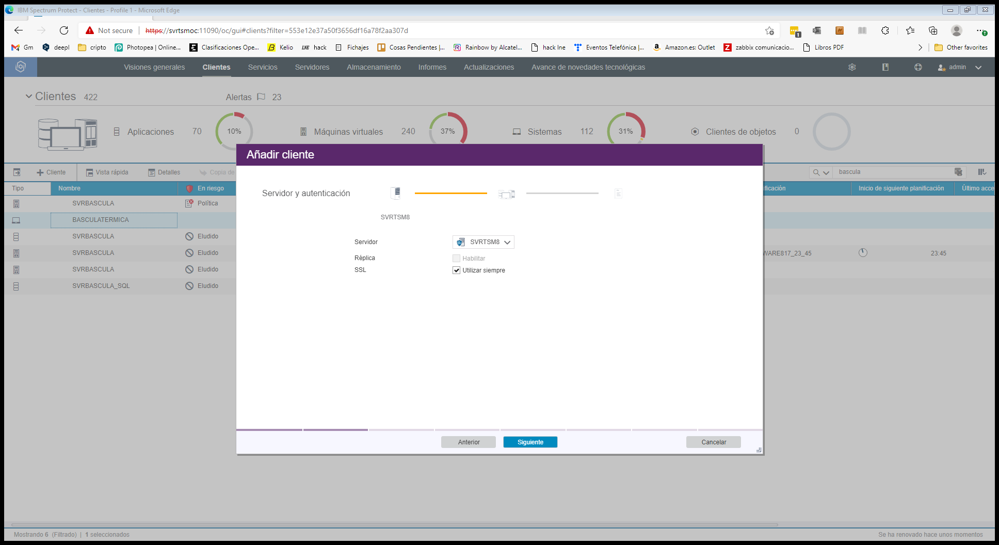 IBM Spectrum Protect - Clientes - Profile 1 - Microsoft Edge
Not secure | https://svrtsmoc:11090/oc/gui#clients?filter=553e12e37a50f3656df16a78f2aa307d
1
Gm deepl cripto Photopea | Online... Clasificaciones Ope... Kelio LNE hack Fichajes Cosas Pendientes |... Rainbow by Alcatel... hack lne Eventos Telefónica |... Amazon.es: Outlet zabbix comunicacio... Libros PDF Other favorites
Visiones generales Clientes Servicios Servidores Almacenamiento Informes Actualizaciones Avance de novedades tecnológicas admin
Clientes 422 Alertas 23
Aplicaciones 70 10% Máquinas virtuales 240 37% Sistemas 112 31% Clientes de objetos 0
Cliente Vista rápida Detalles Copia de bascula
Tipo Nombre En riesgo ificación Inicio de siguiente planificación Último acce
SVRBASCULA Política
BASCULATERMICA
SVRBASCULA Eludido
SVRBASCULA Eludido WARE817_23_45 23:45
SVRBASCULA Eludido
SVRBASCULA_SQL Eludido
Añadir cliente
Servidor y autenticación
SVRTSM8
Servidor SVRTSM8
Réplica Habilitar
SSL Utilizar siempre
Anterior Siguiente Cancelar
Mostrando 6 (Filtrado) | 1 seleccionados Se ha renovado hace unos momentos